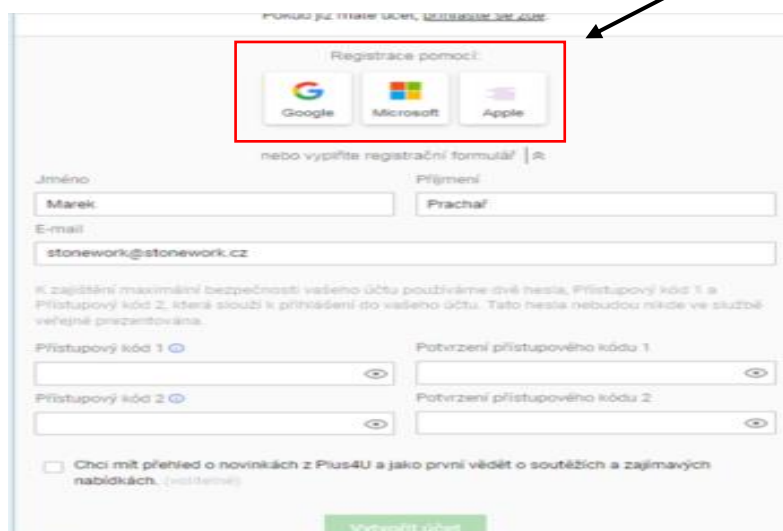 Pokud již máte účet, přihlaste se zde.
Registrace pomocí:
Google Microsoft Apple
nebo vyplňte registrační formulář
Jméno Příjmení
Marek Prachař
E-mail
stonework@stonework.cz
K zajištění maximální bezpečnosti vašeho účtu používáme dvě hesla, Přístupový kód 1 a
Přístupový kód 2, která slouží k přihlášení do vašeho účtu. Tato hesla nebudou nikde ve službě
veřejně prezentována.
Přístupový kód 1 Potvrzení přístupového kódu 1
Přístupový kód 2 Potvrzení přístupového kódu 2
Chci mít přehled o novinkách z Plus4U a jako první vědět o soutěžích a zajímavých
nabídkách. (volitelné)
Vytvořit účet